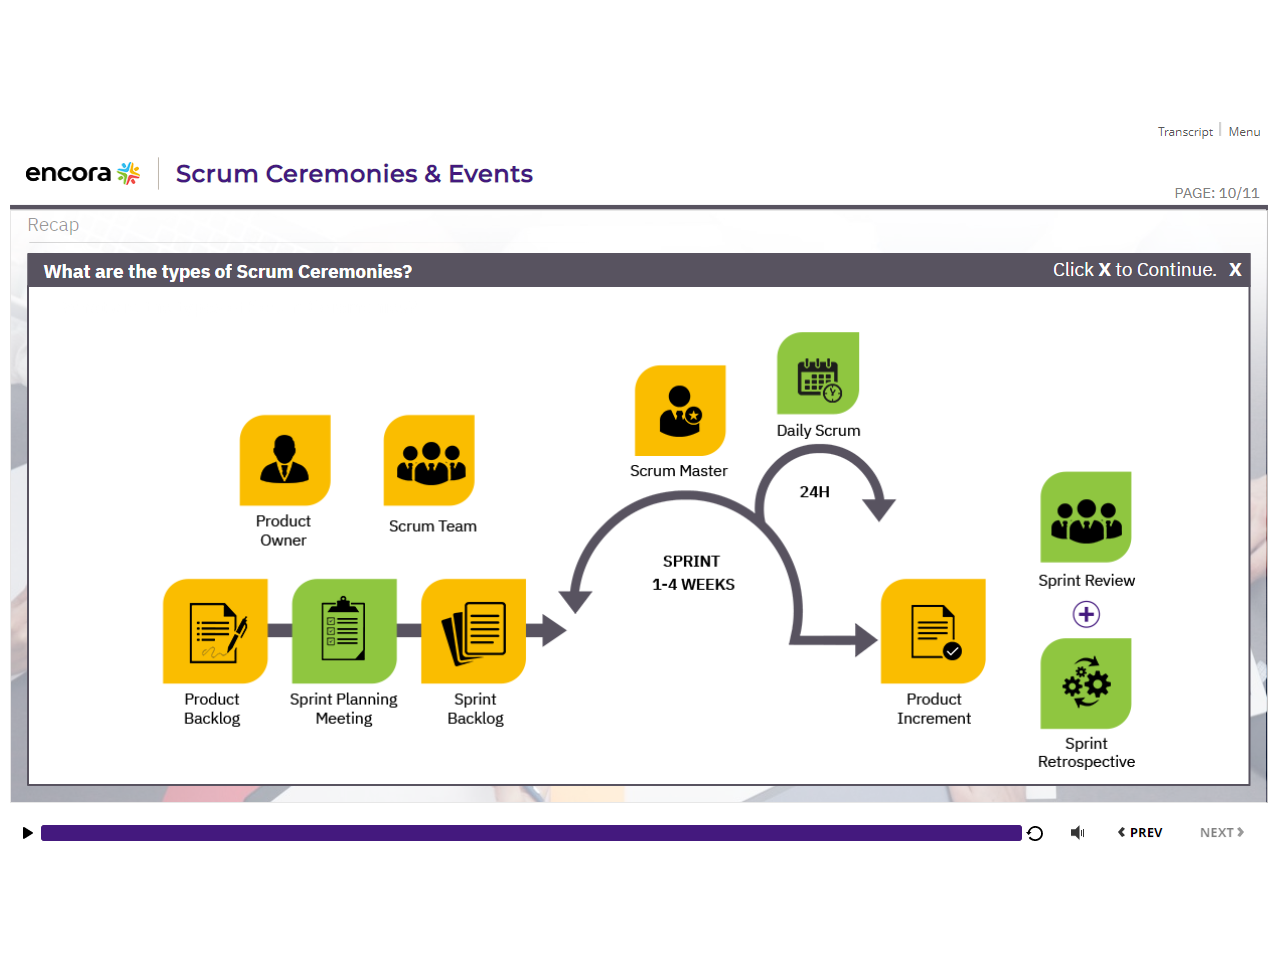 Transcript | Menu
encora
Scrum Ceremonies & Events
PAGE: 10/11
Recap
What are the types of Scrum Ceremonies?
Click X to Continue. X
Daily Scrum
Scrum Master
24H
Product
Owner
Scrum Team
SPRINT
1-4 WEEKS
Sprint Review
Product
Backlog
Sprint Planning
Meeting
Sprint
Backlog
Product
Increment
Sprint
Retrospective
PREV
NEXT